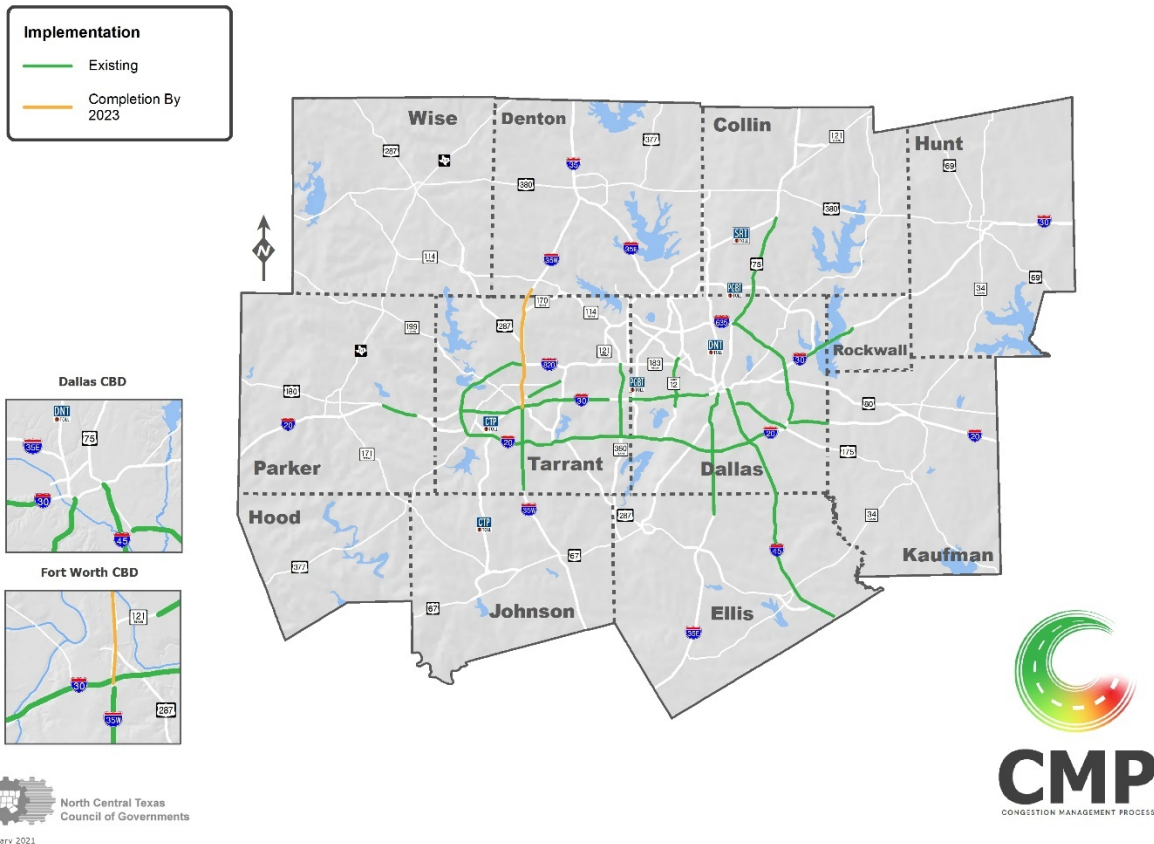 Implementation
Existing
Completion By
2023
Wise
Denton
Collin
Hunt
287
377
121
69
35
380
380
30
SRT
TOLL
35E
114
35W
75
69
34
PGBT
TOLL
170
199
287
114
635
DNT
TOLL
Rockwall
820
121
183
30
PGBT
TOLL
12
180
30
80
20
CTP
TOLL
20
20
20
171
360
175
Parker
Tarrant
Dallas
Hood
35W
287
34
CTP
TOLL
45
Kaufman
377
67
67
Johnson
Ellis
35E
N
Dallas CBD
DNT
TOLL
35E
75
30
45
Fort Worth CBD
121
30
35W
287
North Central Texas
Council of Governments
2021
CMP
CONGESTION MANAGEMENT PROCESS